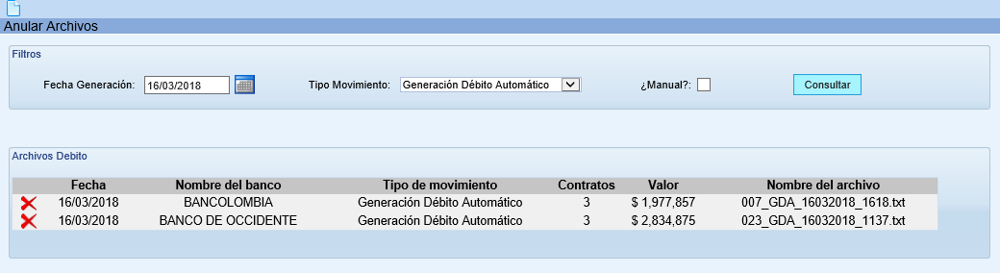 Anular Archivos
Filtros
Fecha Generación: 16/03/2018 Tipo Movimiento: Generación Débito Automático ¿Manual?: Consultar
Archivos Debito
Fecha Nombre del banco Tipo de movimiento Contratos Valor Nombre del archivo
16/03/2018 BANCOLOMBIA Generación Débito Automático 3 $ 1,977,857 007_GDA_16032018_1618.txt
16/03/2018 BANCO DE OCCIDENTE Generación Débito Automático 3 $ 2,834,875 023_GDA_16032018_1137.txt